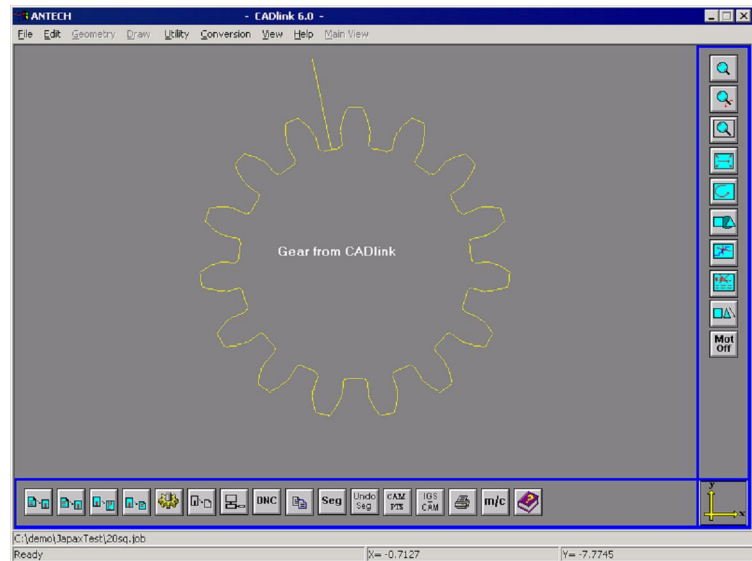 ANTECH - CADlink 6.0 -
File Edit Geometry Draw Utility Conversion View Help Main View
Gear from CADlink
Mot
Off
DNC Seg Undo Seg CAM PTS IGS CAM m/c
y
x
C:\demo\JapaxTest\20sq.job
Ready X= -0.7127 Y= -7.7745